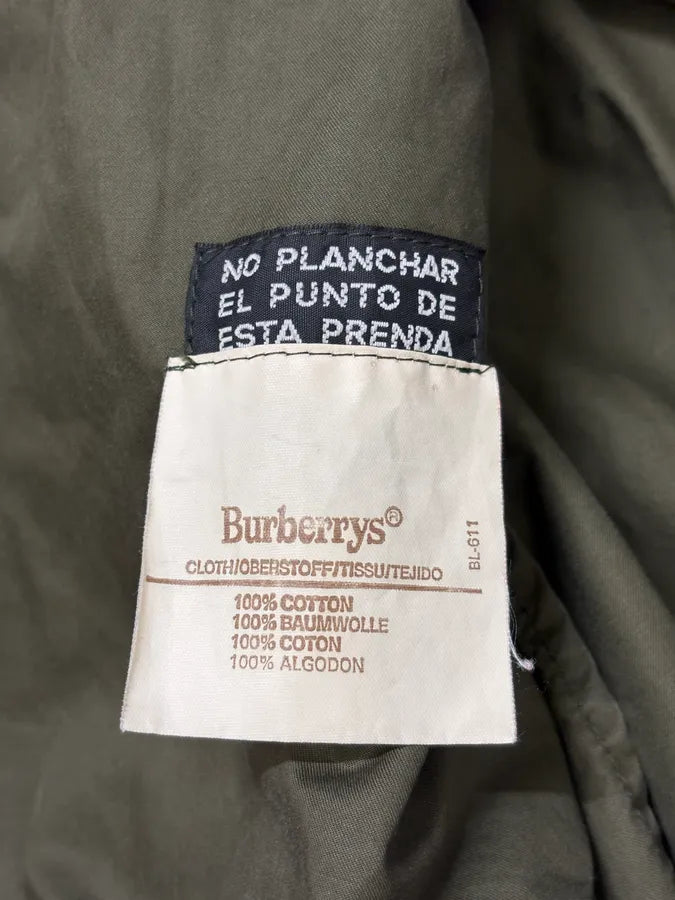 NO PLANCHAR
EL PUNTO DE
ESTA PRENDA
Burberrys®
BL-611
CLOTH/OBERSTOFF/TISSU/TEJIDO
100% COTTON
100% BAUMWOLLE
100% COTON
100% ALGODON